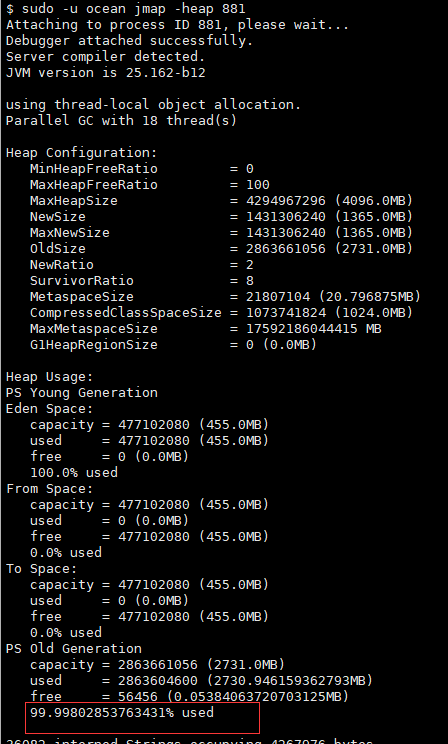 $ sudo -u ocean jmap -heap 881
Attaching to process ID 881, please wait...
Debugger attached successfully.
Server compiler detected.
JVM version is 25.162-b12
using thread-local object allocation.
Parallel GC with 18 thread(s)
Heap Configuration:
MinHeapFreeRatio = 0
MaxHeapFreeRatio = 100
MaxHeapSize = 4294967296 (4096.0MB)
NewSize = 1431306240 (1365.0MB)
MaxNewSize = 1431306240 (1365.0MB)
OldSize = 2863661056 (2731.0MB)
NewRatio = 2
SurvivorRatio = 8
MetaspaceSize = 21807104 (20.796875MB)
CompressedClassSpaceSize = 1073741824 (1024.0MB)
MaxMetaspaceSize = 17592186044415 MB
G1HeapRegionSize = 0 (0.0MB)
Heap Usage:
PS Young Generation
Eden Space:
capacity = 477102080 (455.0MB)
used = 477102080 (455.0MB)
free = 0 (0.0MB)
100.0% used
From Space:
capacity = 477102080 (455.0MB)
used = 0 (0.0MB)
free = 477102080 (455.0MB)
0.0% used
To Space:
capacity = 477102080 (455.0MB)
used = 0 (0.0MB)
free = 477102080 (455.0MB)
0.0% used
PS Old Generation
capacity = 2863661056 (2731.0MB)
used = 2863604600 (2730.946159362793MB)
free = 56456 (0.05384063720703125MB)
99.99802853763431% used
interned Strings occupying bytes